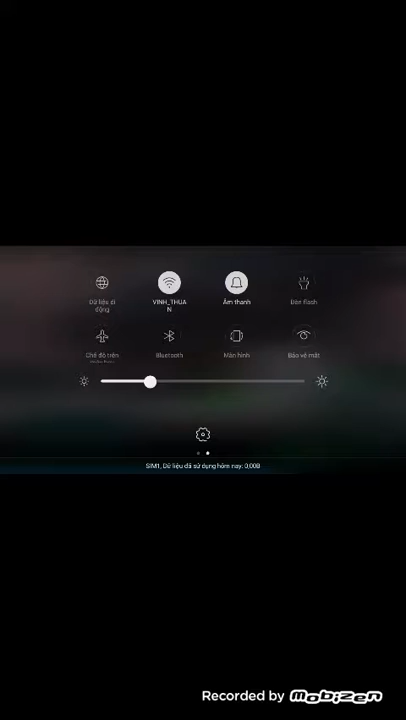 Dữ liệu di động
VINH_THUAN
Âm thanh
Đèn flash
Chế độ trên
Bluetooth
Màn hình
Bảo vệ mắt
SIM1, Dữ liệu đã sử dụng hôm nay: 0,00B
Recorded by Mobizen